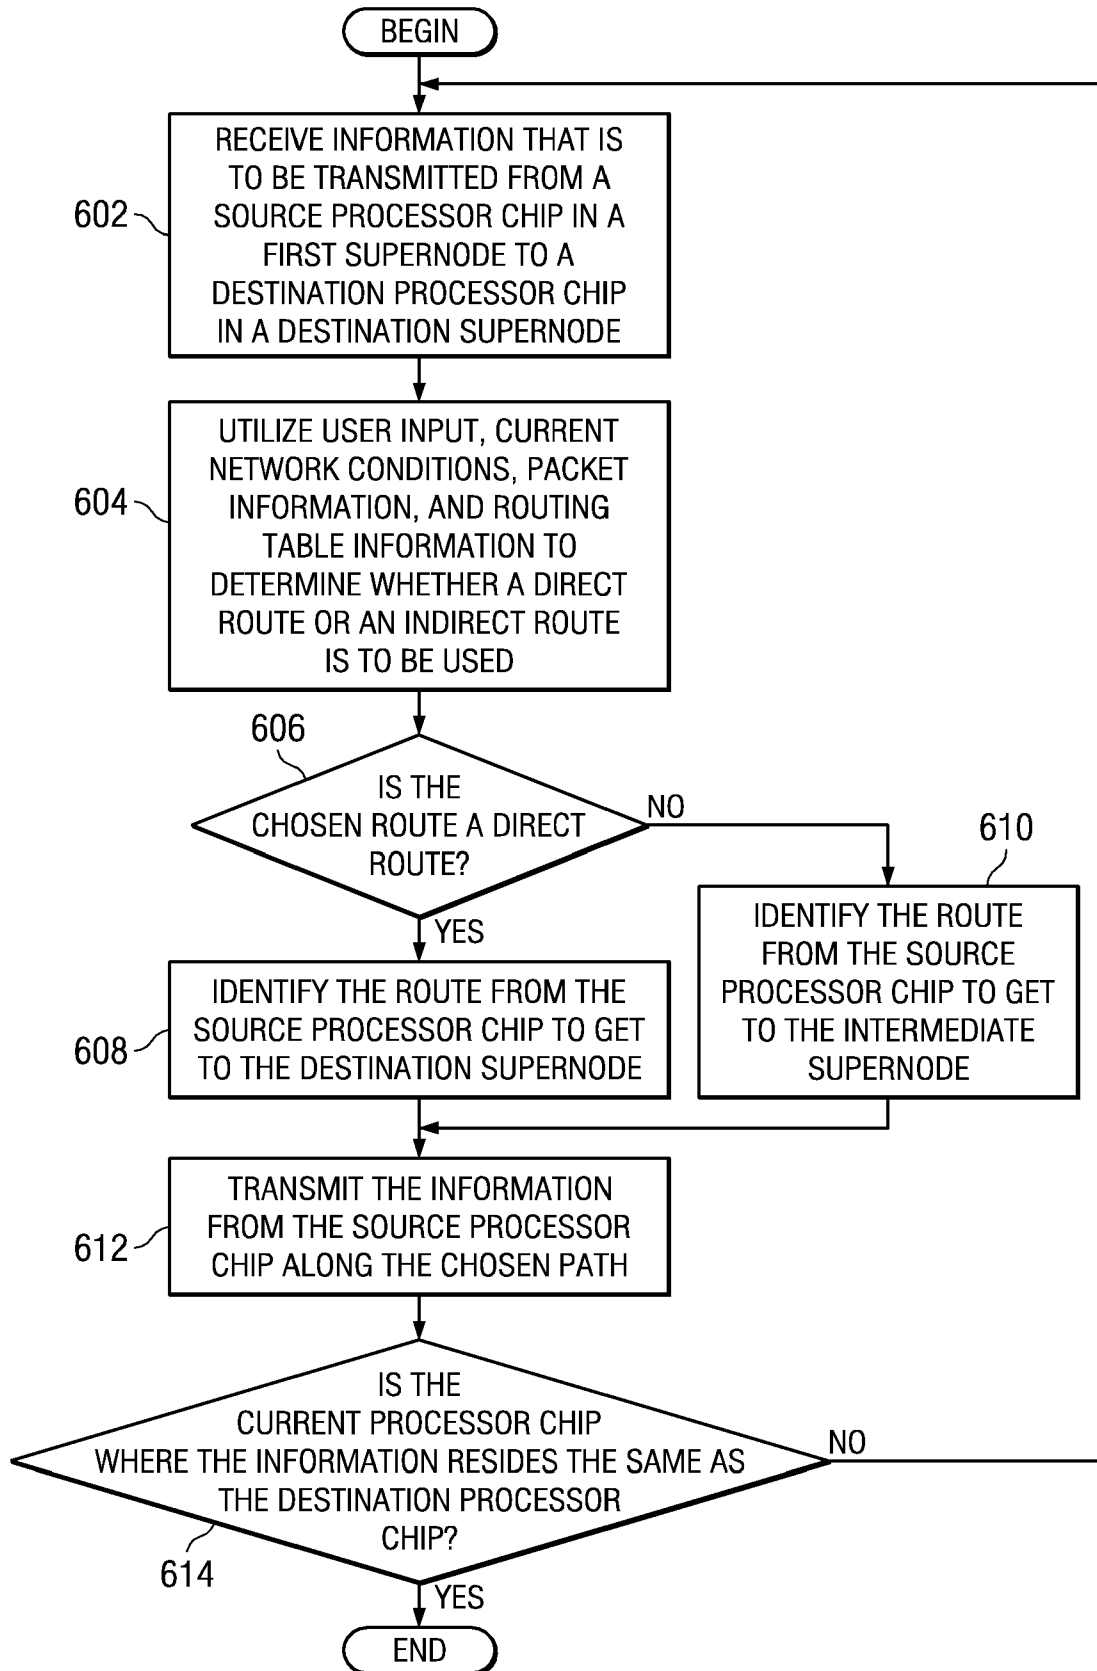 BEGIN
602
RECEIVE INFORMATION THAT IS
TO BE TRANSMITTED FROM A
SOURCE PROCESSOR CHIP IN A
FIRST SUPERNODE TO A
DESTINATION PROCESSOR CHIP
IN A DESTINATION SUPERNODE
604
UTILIZE USER INPUT, CURRENT
NETWORK CONDITIONS, PACKET
INFORMATION, AND ROUTING
TABLE INFORMATION TO
DETERMINE WHETHER A DIRECT
ROUTE OR AN INDIRECT ROUTE
IS TO BE USED
606
IS THE
CHOSEN ROUTE A DIRECT
ROUTE?
NO
YES
610
IDENTIFY THE ROUTE
FROM THE SOURCE
PROCESSOR CHIP TO GET
TO THE INTERMEDIATE
SUPERNODE
608
IDENTIFY THE ROUTE FROM THE
SOURCE PROCESSOR CHIP TO GET
TO THE DESTINATION SUPERNODE
612
TRANSMIT THE INFORMATION
FROM THE SOURCE PROCESSOR
CHIP ALONG THE CHOSEN PATH
IS THE
CURRENT PROCESSOR CHIP
WHERE THE INFORMATION RESIDES THE SAME AS
THE DESTINATION PROCESSOR
CHIP?
NO
614
YES
END